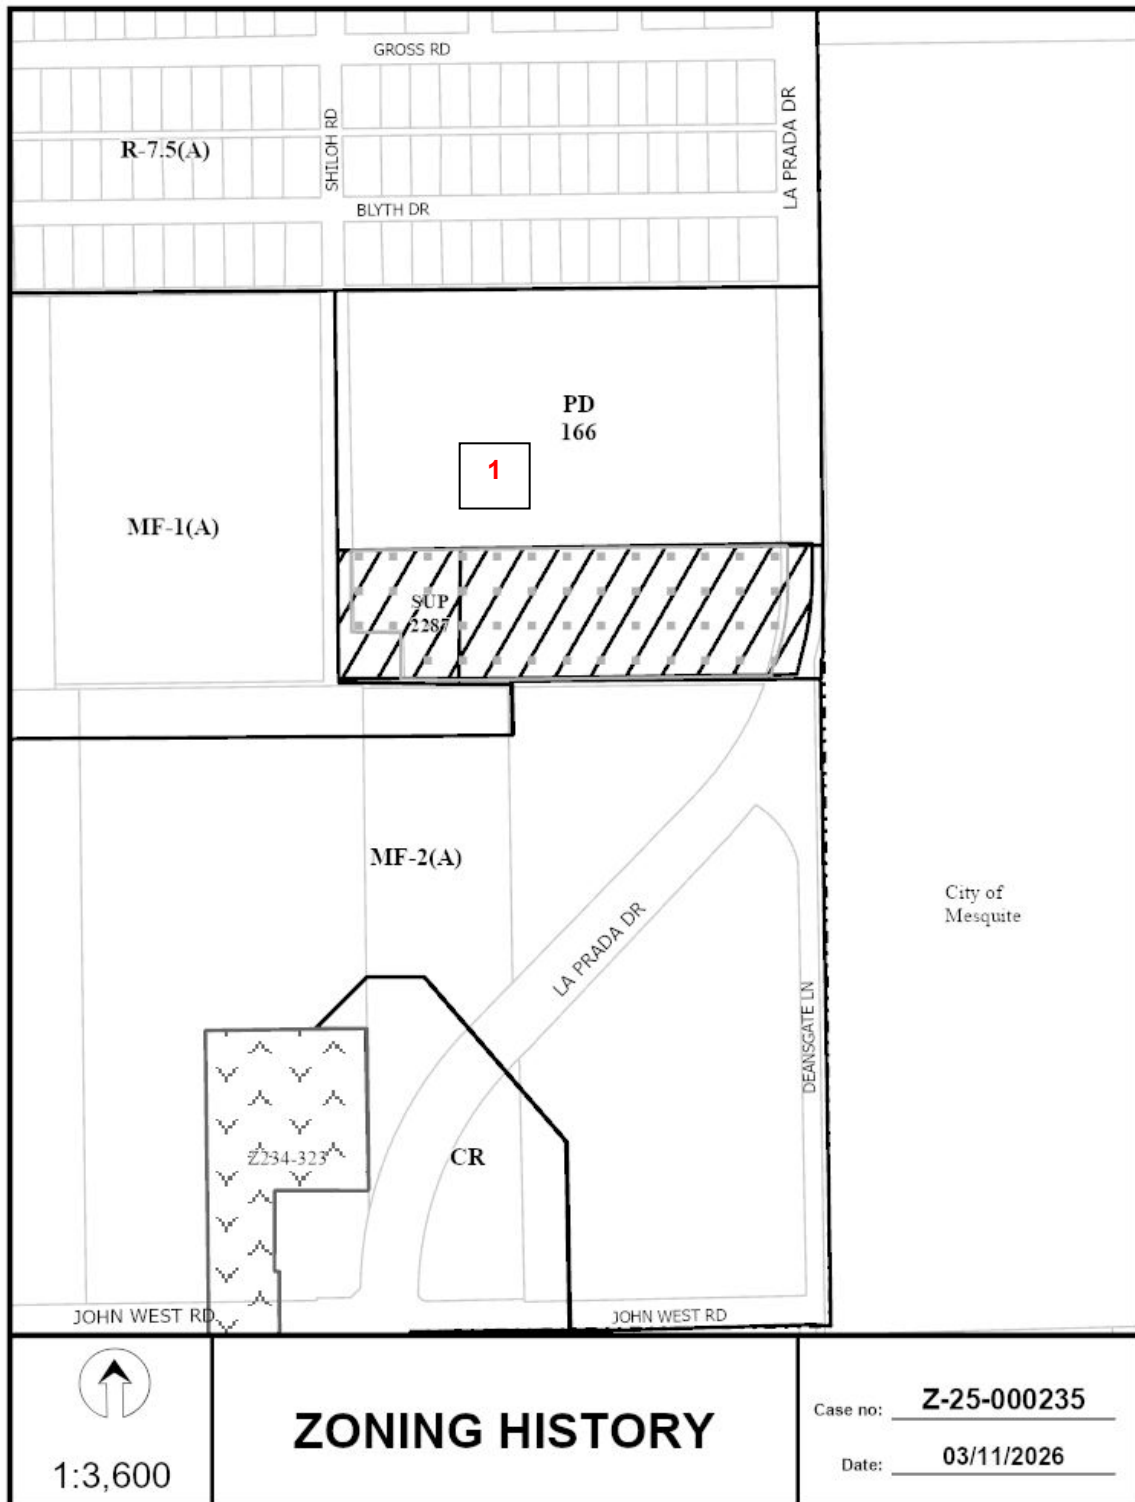 GROSS RD
SHILOH RD
LA PRADA DR
R-7.5(A)
BLYTH DR
PD
166
1
MF-1(A)
SUP
2287
MF-2(A)
City of
Mesquite
LA PRADA DR
DEANSGATE LN
Z234-323
CR
JOHN WEST RD
JOHN WEST RD
1:3,600
ZONING HISTORY
Case no: Z-25-000235
Date: 03/11/2026